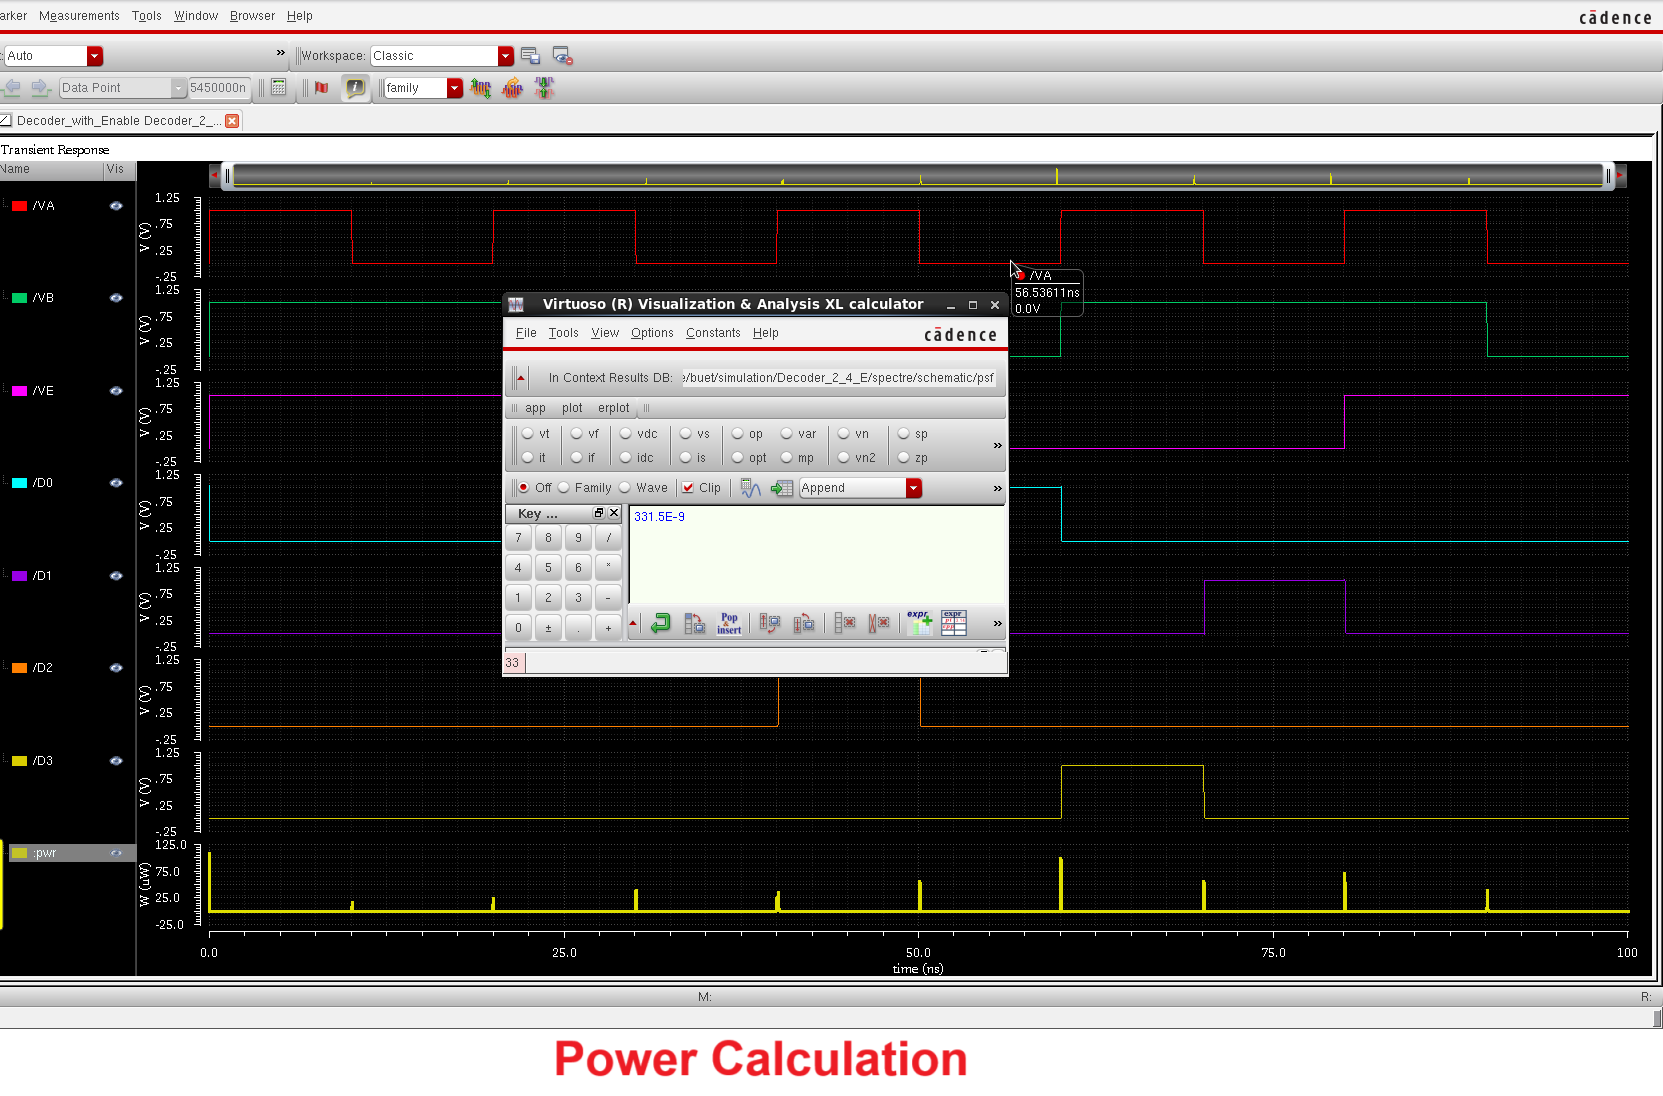 arker Measurements Tools Window Browser Help
cādence
Auto » Workspace: Classic
Data Point 5450000n family
Decoder_with_Enable Decoder_2_...
Transient Response
Name Vis
/VA
1.25
.75
.25
-.25
V (V)
/VA
56.53611ns
0.0V
/VB
1.25
.75
.25
-.25
V (V)
/VE
1.25
.75
.25
-.25
V (V)
/D0
1.25
.75
.25
-.25
V (V)
/D1
1.25
.75
.25
-.25
V (V)
/D2
1.25
.75
.25
-.25
V (V)
/D3
1.25
.75
.25
-.25
V (V)
:pwr
125.0
75.0
25.0
-25.0
W (uW)
0.0 25.0 50.0 75.0 100
time (ns)
Virtuoso (R) Visualization & Analysis XL calculator
File Tools View Options Constants Help
cādence
In Context Results DB: e/buet/simulation/Decoder_2_4_E/spectre/schematic/psf
app plot erplot
vt vf vdc vs op var vn sp
it if idc is opt mp vn2 zp
»
Off Family Wave Clip Append »
Key ...
331.5E-9
7 8 9 /
4 5 6 *
1 2 3 -
0 ± . +
Pop & insert
expr
expr
»
33
M: R:
Power Calculation